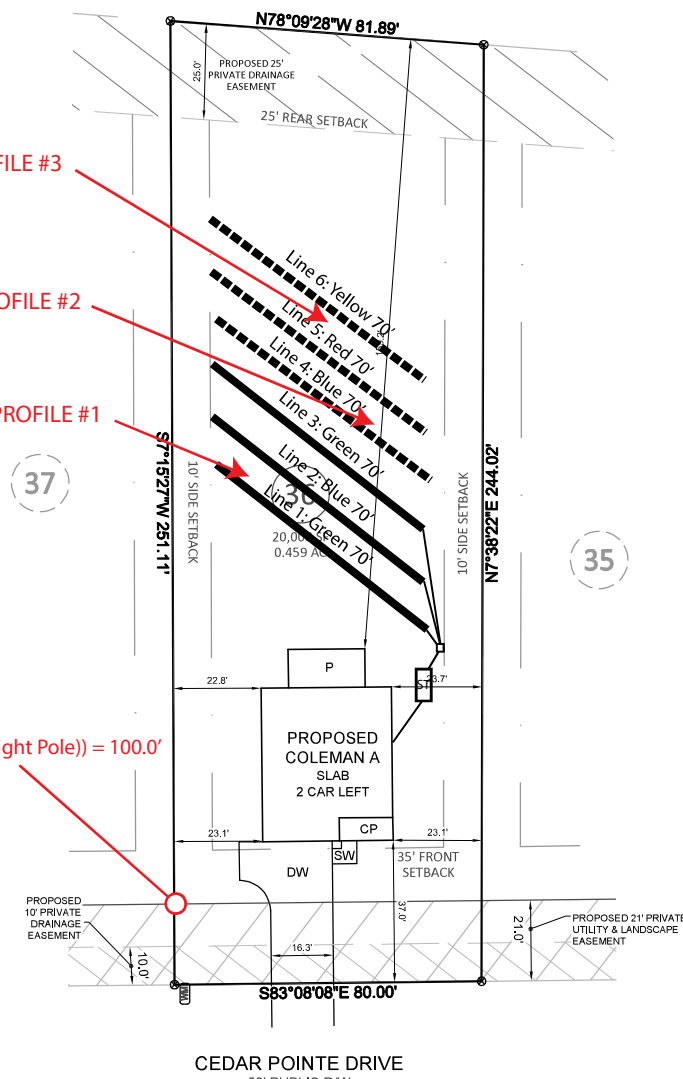 N78°09'28"W 81.89'
25.0'
PROPOSED 25'
PRIVATE DRAINAGE
EASEMENT
25' REAR SETBACK
FILE #3
Line 6: Yellow 70'
OFILE #2
Line 5: Red 70'
Line 4: Blue 70'
PROFILE #1
Line 3: Green 70'
S7°15'27"W 251.11'
N7°38'22"E 244.02'
37
10' SIDE SETBACK
Line 2: Blue 70'
36
10' SIDE SETBACK
Line 1: Green 70'
20,00
0.459 AC
35
P
ST
22.8'
23.7'
PROPOSED
COLEMAN A
SLAB
2 CAR LEFT
ght Pole)) = 100.0'
CP
23.1'
23.1'
SW
DW
35' FRONT
SETBACK
37.0'
PROPOSED
10' PRIVATE
DRAINAGE
EASEMENT
10.0'
16.3'
21.0'
PROPOSED 21' PRIVATE
UTILITY & LANDSCAPE
EASEMENT
WM
S83°08'08"E 80.00'
CEDAR POINTE DRIVE